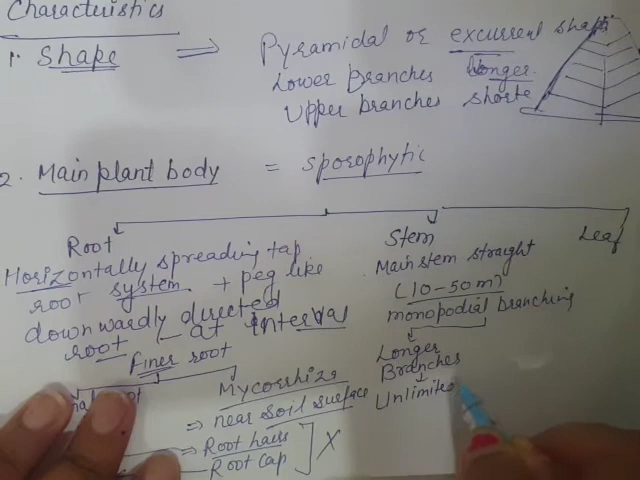 Characteristics
1. Shape ⇒ Pyramidal or excurrent shape
Lower Branches longer.
Upper branches shorte
2. Main plant body = sporophytic
Root
Horizontally spreading tap
root system + peg like
downwardly directed
root – at interval
Finer root
Mycorrhiza
⇒ near soil surface
⇒ Root hairs
Root cap ] X
Stem
Main stem straight
(10-50m)
monopodial branching
Longer
Branches
↓
Unlimited
Leaf